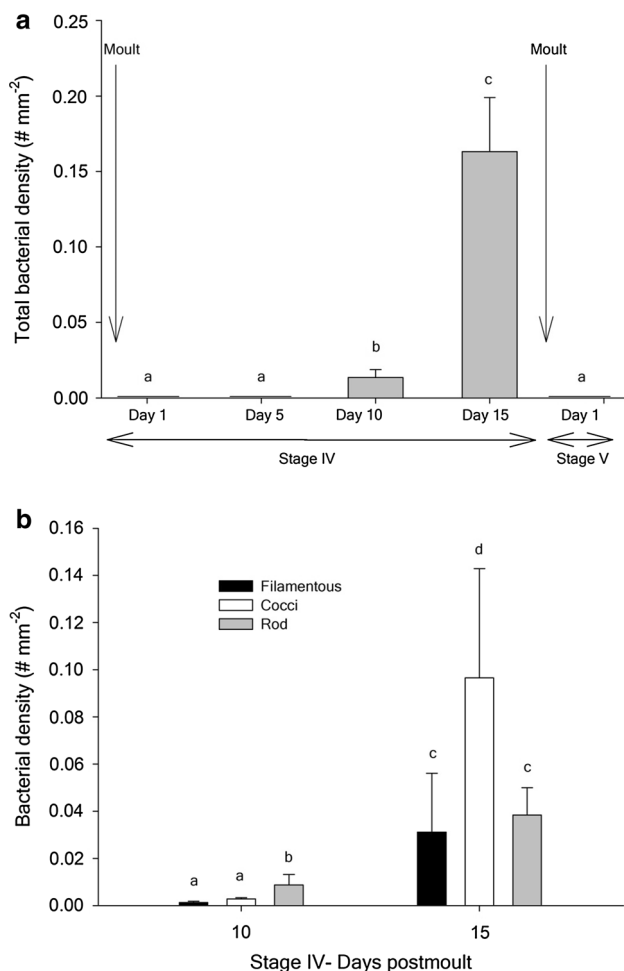 a
Total bacterial density (# mm-2)
0.25
0.20
0.15
0.10
0.05
0.00
Moult
Moult
a
a
b
c
a
Day 1
Day 5
Day 10
Day 15
Day 1
Stage IV
Stage V
b
Bacterial density (# mm-2)
0.16
0.14
0.12
0.10
0.08
0.06
0.04
0.02
0.00
Filamentous
Cocci
Rod
a
a
b
c
d
c
10
15
Stage IV- Days postmoult